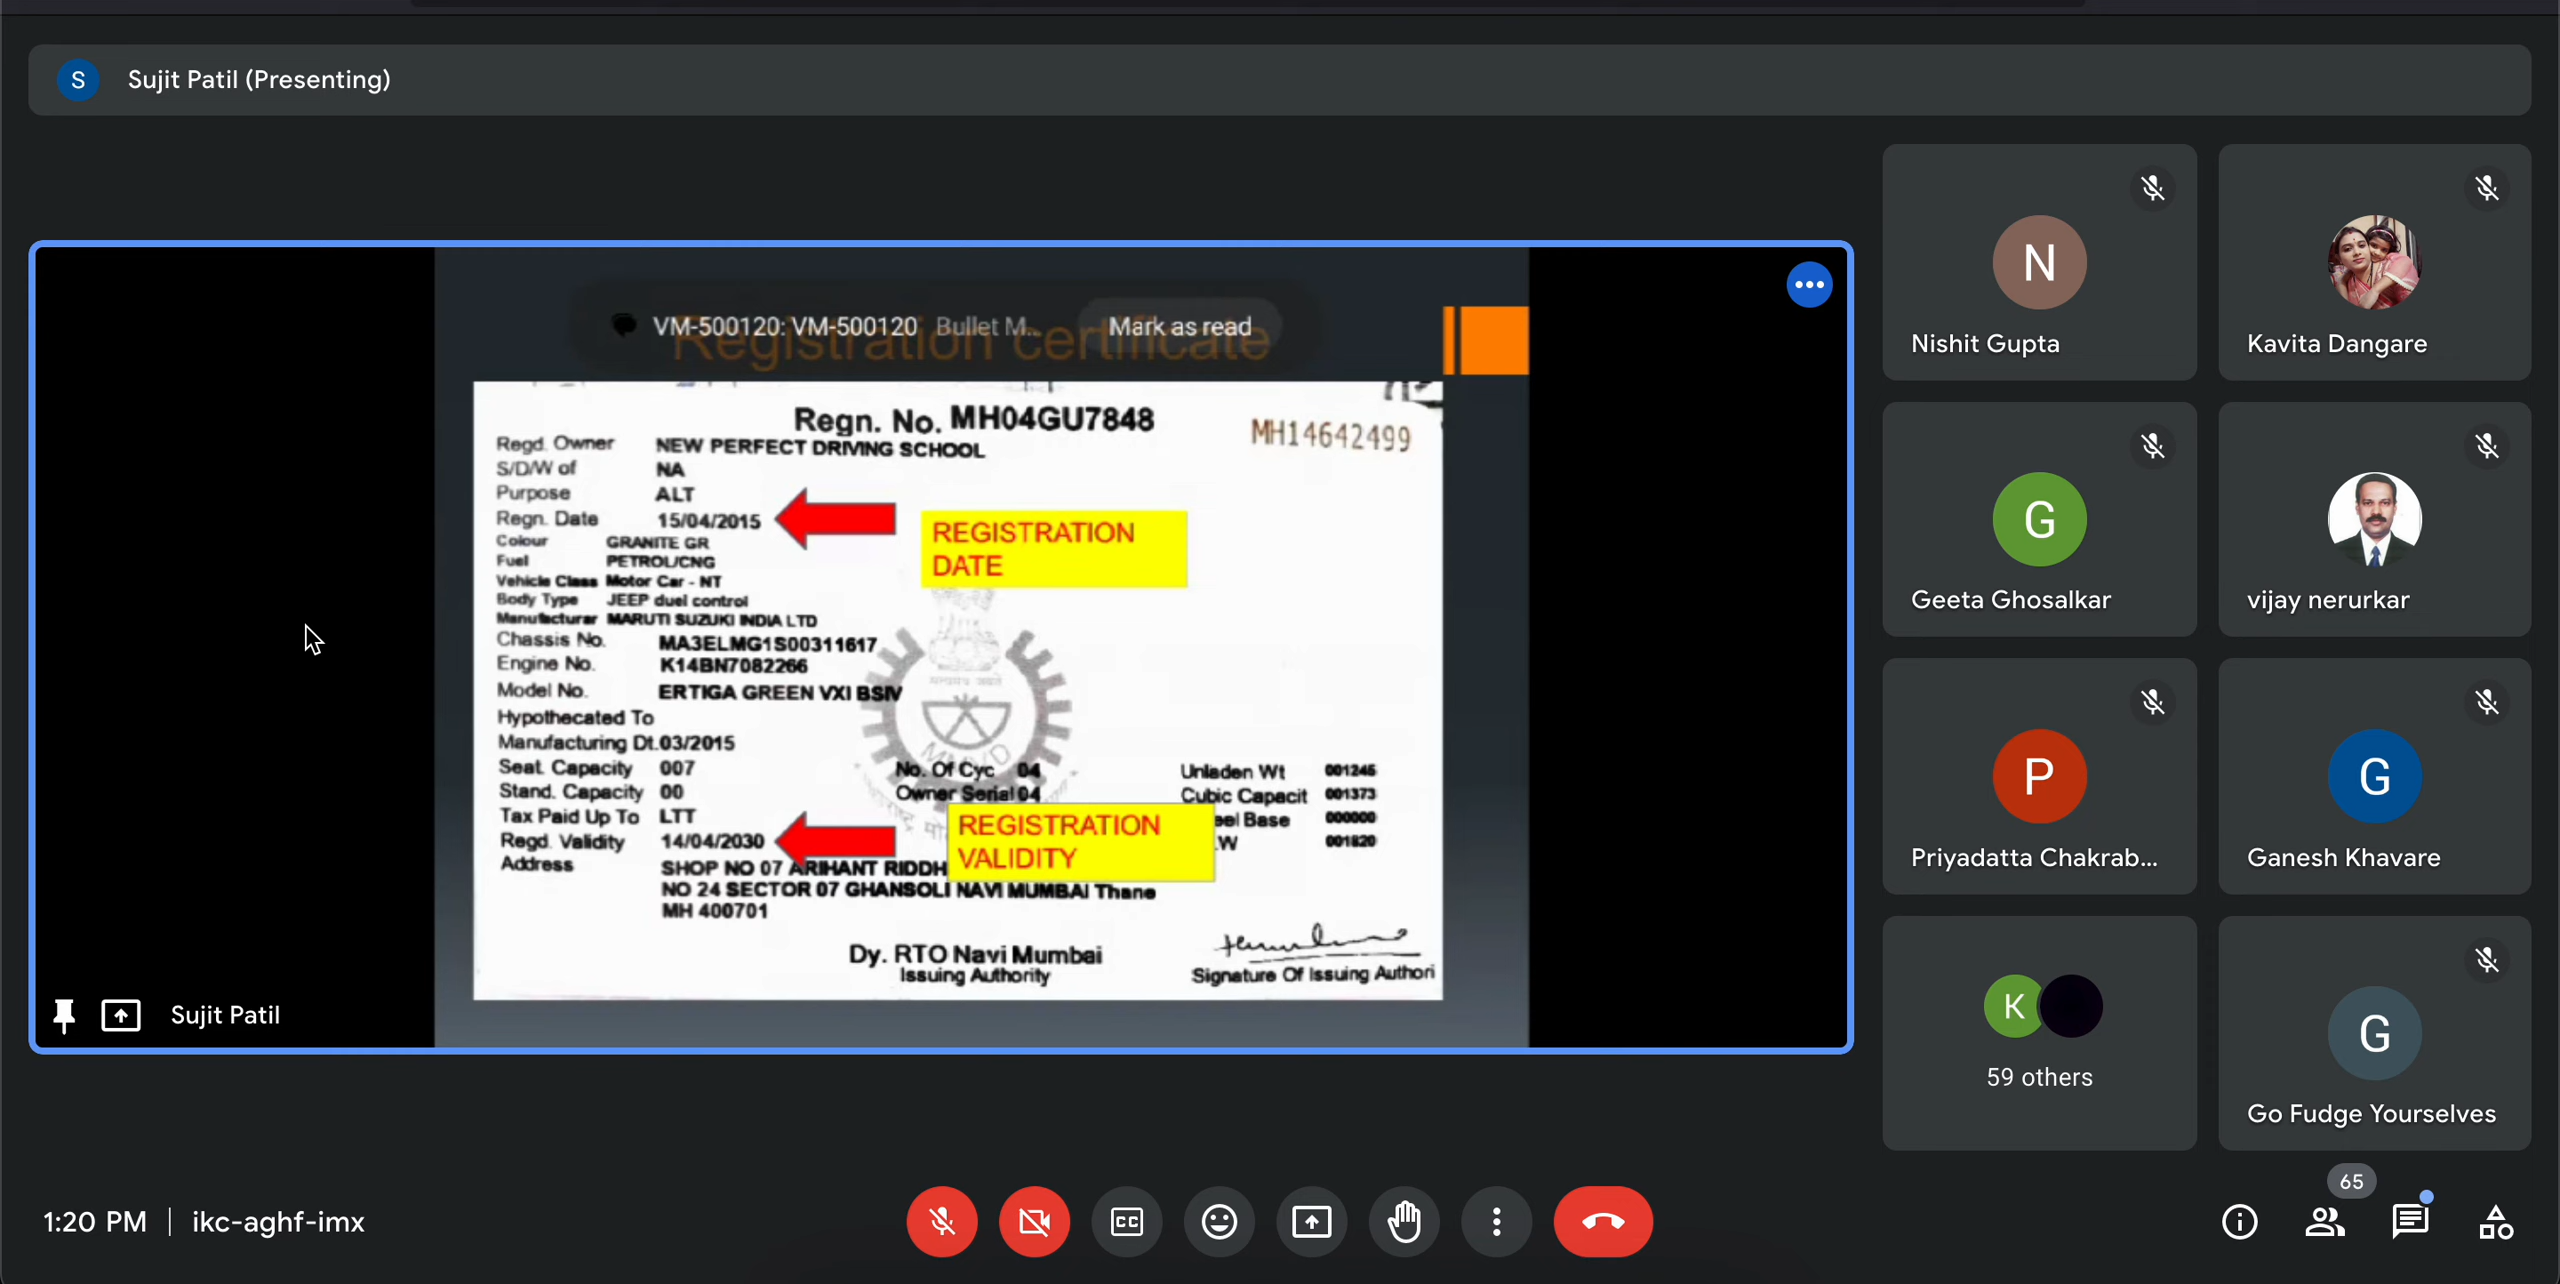 S Sujit Patil (Presenting)
VM-500120: VM-500120 Bullet M... Mark as read
Registration certificate
Regn. No. MH04GU7848
MH14642499
Regd. Owner NEW PERFECT DRIVING SCHOOL
S/D/W of NA
Purpose ALT
Regn. Date 15/04/2015
REGISTRATION
DATE
Colour GRANITE GR
Fuel PETROL/CNG
Vehicle Class Motor Car - NT
Body Type JEEP duel control
Manufacturer MARUTI SUZUKI INDIA LTD
Chassis No. MA3ELMG1S00311617
Engine No. K14BN7082266
Model No. ERTIGA GREEN VXI BSIV
Hypothecated To
Manufacturing Dt. 03/2015
Seat. Capacity 007 No. Of Cyc 04 Unladen Wt 001245
Stand. Capacity 00 Owner Serial 04 Cubic Capacit 001373
Tax Paid Up To LTT eel Base 000000
Regd. Validity 14/04/2030 .W 001820
REGISTRATION
VALIDITY
Address SHOP NO 07 ARIHANT RIDDH
NO 24 SECTOR 07 GHANSOLI NAVI MUMBAI Thane
MH 400701
Dy. RTO Navi Mumbai
Issuing Authority
Signature Of Issuing Authori
Sujit Patil
N
Nishit Gupta
Kavita Dangare
G
Geeta Ghosalkar
vijay nerurkar
P
Priyadatta Chakrab...
G
Ganesh Khavare
K
59 others
G
Go Fudge Yourselves
1:20 PM | ikc-aghf-imx
CC
65